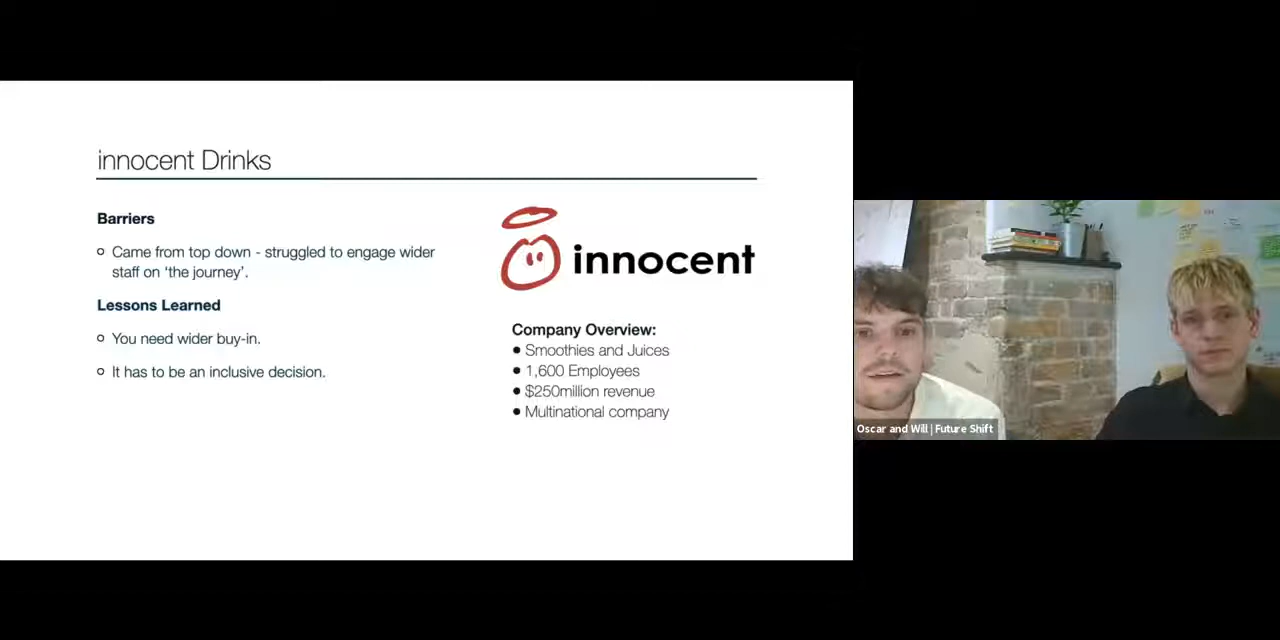 innocent Drinks
Barriers
Came from top down - struggled to engage wider
staff on ‘the journey’.
Lessons Learned
You need wider buy-in.
It has to be an inclusive decision.
innocent
Company Overview:
Smoothies and Juices
1,600 Employees
$250million revenue
Multinational company
Oscar and Will | Future Shift